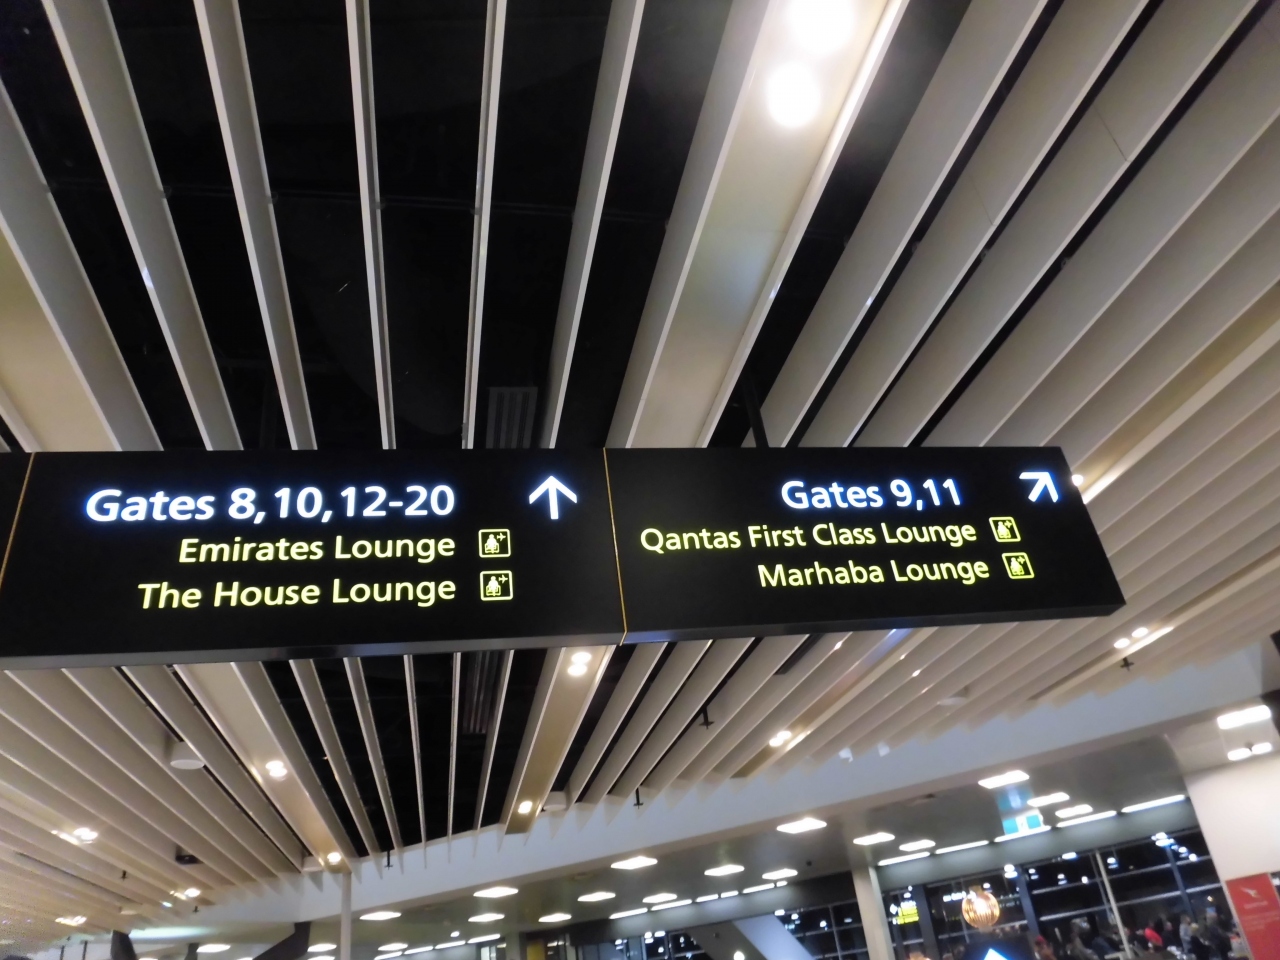 Gates 8,10,12-20
Emirates Lounge
The House Lounge
Gates 9,11
Qantas First Class Lounge
Marhaba Lounge